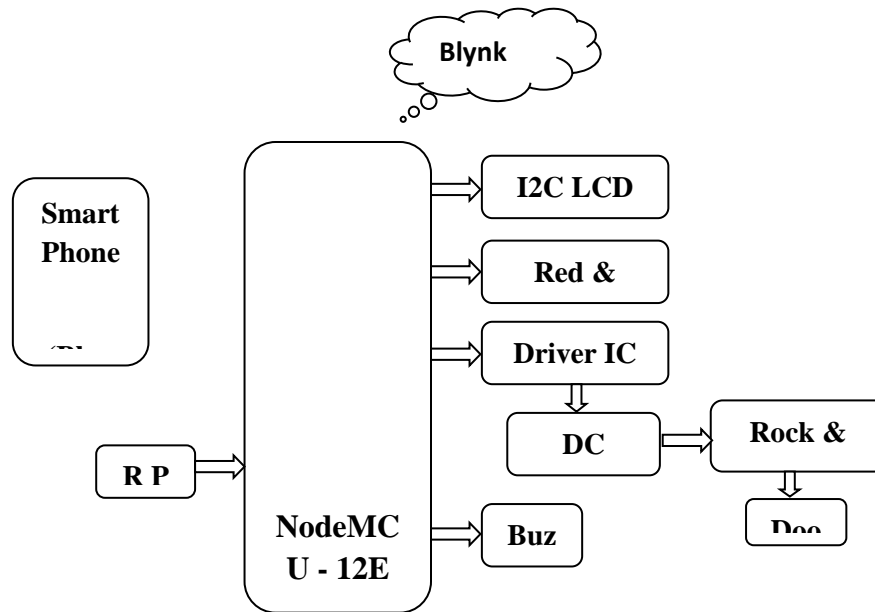 Blynk
Smart
Phone
I2C LCD
Red &
Driver IC
DC
Rock &
R P
NodeMC
U - 12E
Buz